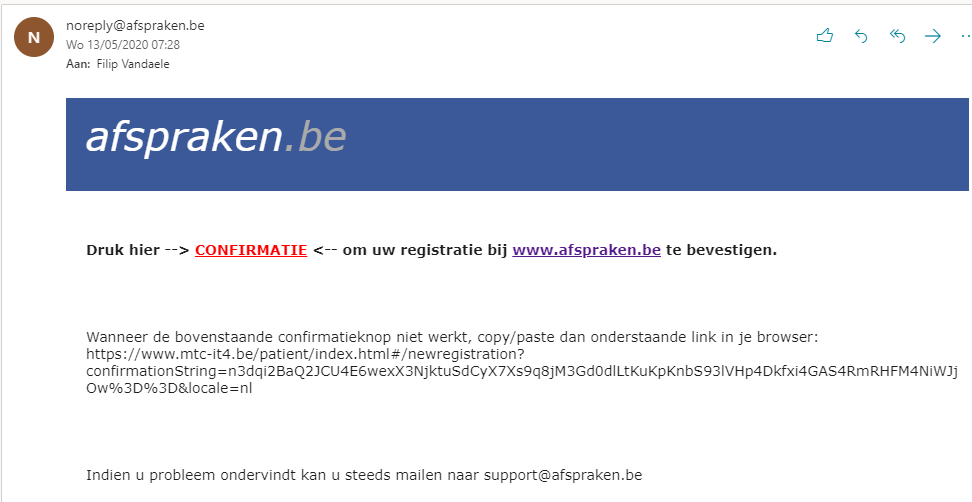 N
noreply@afspraken.be
Wo 13/05/2020 07:28
Aan: Filip Vandaele
afspraken.be
Druk hier --> CONFIRMATIE <-- om uw registratie bij www.afspraken.be te bevestigen.
Wanneer de bovenstaande confirmatieknop niet werkt, copy/paste dan onderstaande link in je browser:
https://www.mtc-it4.be/patient/index.html#/newregistration?
confirmationString=n3dqi2BaQ2JCU4E6wexX3NjktuSdCyX7Xs9q8jM3Gd0dlLtKuKpKnbS93lVHp4Dkfxi4GAS4RmRHFM4NiWJj
Ow%3D%3D&locale=nl
Indien u probleem ondervindt kan u steeds mailen naar support@afspraken.be